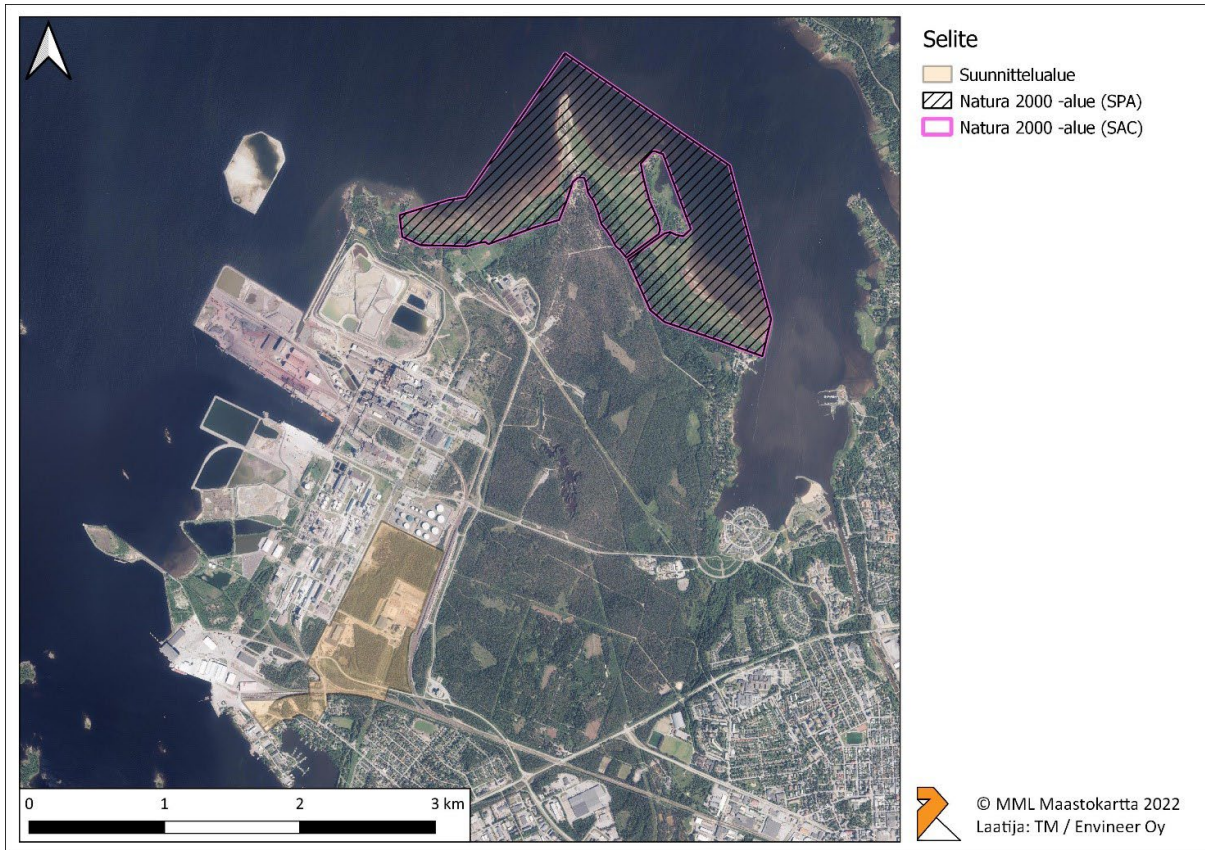 Selite
Suunnittelualue
Natura 2000 -alue (SPA)
Natura 2000 -alue (SAC)
0 1 2 3 km
© MML Maastokartta 2022
Laatija: TM / Envineer Oy